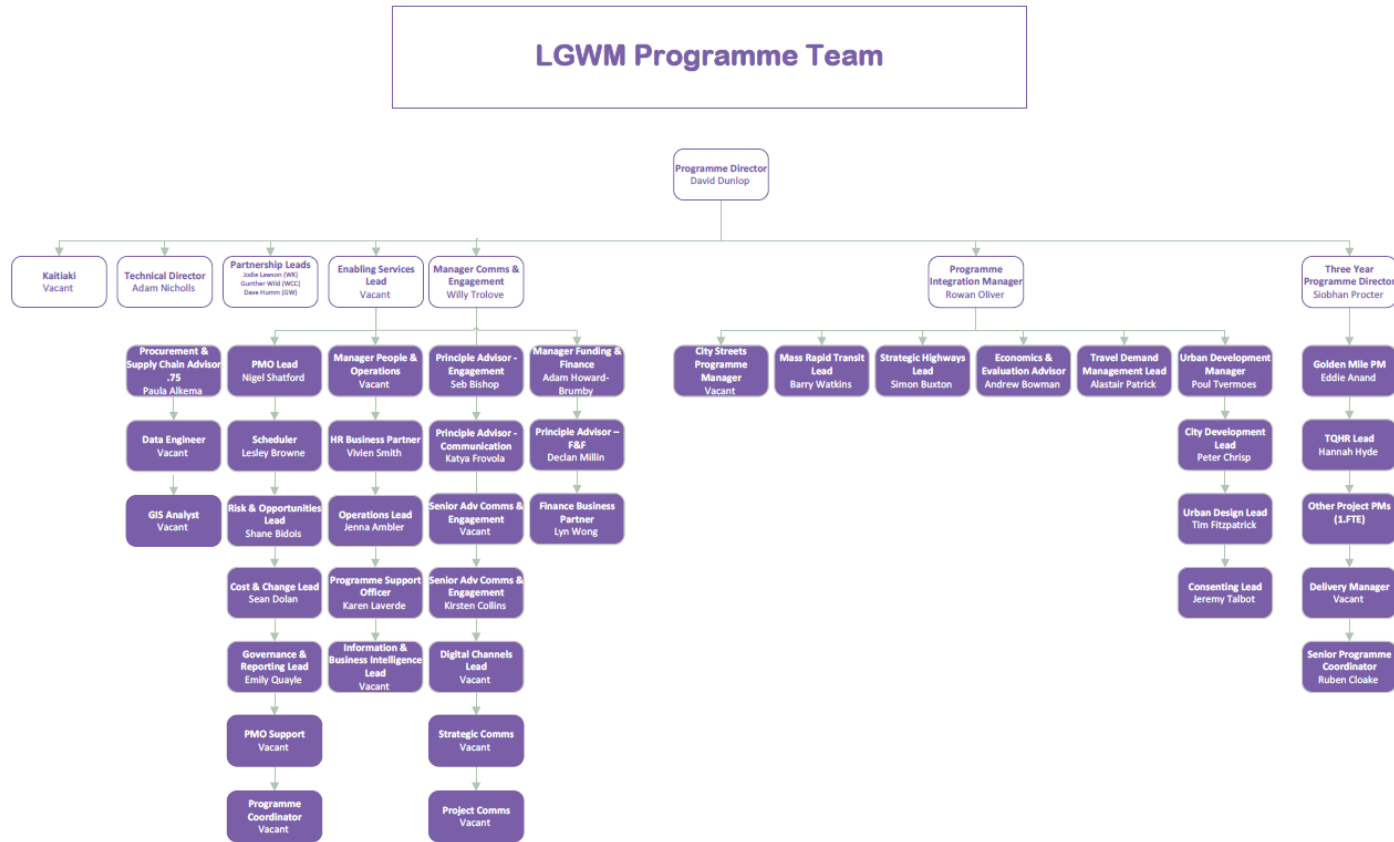 LGWM Programme Team
Programme Director
David Dunlop
Kaitiaki
Vacant
Technical Director
Adam Nicholls
Partnership Leads
Jodie Lawson (WK)
Gunther Wild (WCC)
Dave Humm (GW)
Enabling Services
Lead
Vacant
Manager Comms &
Engagement
Willy Trolove
Programme
Integration Manager
Rowan Oliver
Three Year
Programme Director
Siobhan Procter
Procurement &
Supply Chain Advisor
.75
Paula Alkema
PMO Lead
Nigel Shatford
Manager People &
Operations
Vacant
Principle Advisor -
Engagement
Seb Bishop
Manager Funding &
Finance
Adam Howard-
Brumby
City Streets
Programme
Manager
Vacant
Mass Rapid Transit
Lead
Barry Watkins
Strategic Highways
Lead
Simon Buxton
Economics &
Evaluation Advisor
Andrew Bowman
Travel Demand
Management Lead
Alastair Patrick
Urban Development
Manager
Poul Tvermoes
Golden Mile PM
Eddie Anand
Data Engineer
Vacant
Scheduler
Lesley Browne
HR Business Partner
Vivien Smith
Principle Advisor -
Communication
Katya Frovola
Principle Advisor –
F&F
Declan Millin
City Development
Lead
Peter Chrisp
TQHR Lead
Hannah Hyde
GIS Analyst
Vacant
Risk & Opportunities
Lead
Shane Bidois
Operations Lead
Jenna Ambler
Senior Adv Comms &
Engagement
Vacant
Finance Business
Partner
Lyn Wong
Urban Design Lead
Tim Fitzpatrick
Other Project PMs
(1.FTE)
Cost & Change Lead
Sean Dolan
Programme Support
Officer
Karen Laverde
Senior Adv Comms &
Engagement
Kirsten Collins
Consenting Lead
Jeremy Talbot
Delivery Manager
Vacant
Governance &
Reporting Lead
Emily Quayle
Information &
Business Intelligence
Lead
Vacant
Digital Channels
Lead
Vacant
Senior Programme
Coordinator
Ruben Cloake
PMO Support
Vacant
Strategic Comms
Vacant
Programme
Coordinator
Vacant
Project Comms
Vacant